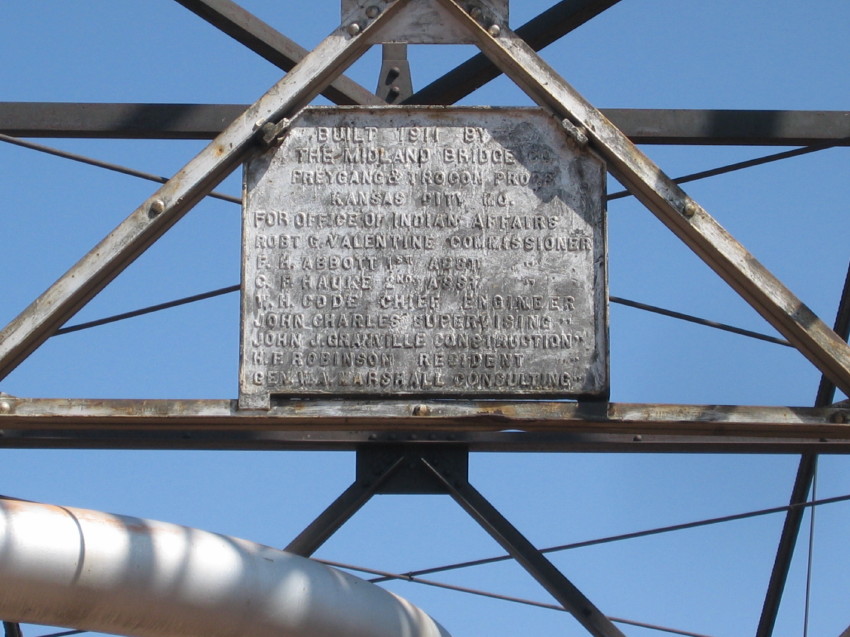 BUILT 1911 BY
THE MIDLAND BRIDGE
FREYGANG & TROCON PROPS
KANSAS CITY MO.
FOR OFFICE OF INDIAN AFFAIRS
ROBT G. VALENTINE COMMISSIONER
F. H. ABBOTT 1ST ASST "
C. F. HAUKE 2ND ASST "
W. H. CODE CHIEF ENGINEER
JOHN CHARLES SUPERVISING "
JOHN J. GRANVILLE CONSTRUCTION "
H. F. ROBINSON RESIDENT "
GEN. W. A. MARSHALL CONSULTING "